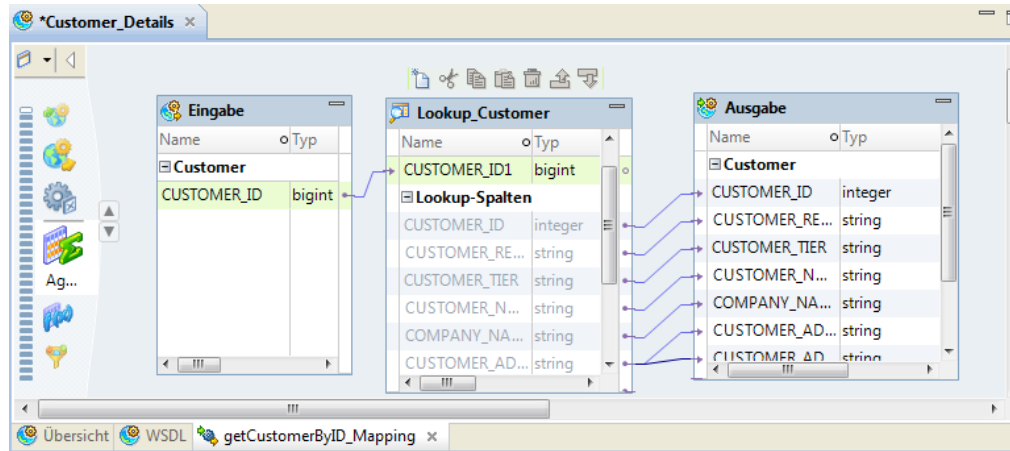 *Customer_Details
Eingabe
Name Typ
Customer
CUSTOMER_ID bigint
Lookup_Customer
Name Typ
CUSTOMER_ID1 bigint
Lookup-Spalten
CUSTOMER_ID integer
CUSTOMER_RE... string
CUSTOMER_TIER string
CUSTOMER_N... string
COMPANY_NA... string
CUSTOMER_AD... string
Ausgabe
Name Typ
Customer
CUSTOMER_ID integer
CUSTOMER_RE... string
CUSTOMER_TIER string
CUSTOMER_N... string
COMPANY_NA... string
CUSTOMER_AD... string
CUSTOMER_AD... string
Ag...
Übersicht WSDL getCustomerByID_Mapping